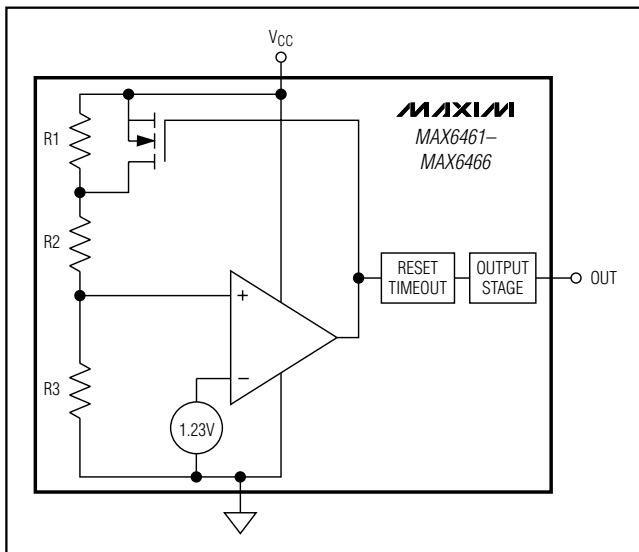 VCC
MAXIM
MAX6461–
MAX6466
R1
R2
R3
+
–
1.23V
RESET
TIMEOUT
OUTPUT
STAGE
OUT